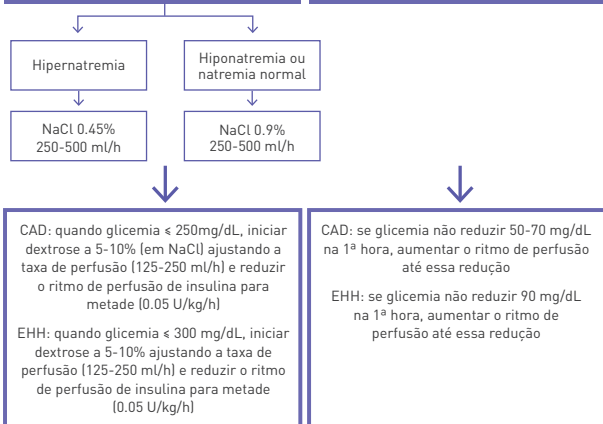 Hipernatremia
Hiponatremia ou
natremia normal
NaCl 0.45%
250-500 ml/h
NaCl 0.9%
250-500 ml/h
CAD: quando glicemia ≤ 250mg/dL, iniciar
dextrose a 5-10% (em NaCl) ajustando a
taxa de perfusão (125-250 ml/h) e reduzir
o ritmo de perfusão de insulina para
metade (0.05 U/kg/h)
EHH: quando glicemia ≤ 300 mg/dL, iniciar
dextrose a 5-10% ajustando a taxa de
perfusão (125-250 ml/h) e reduzir o ritmo
de perfusão de insulina para metade
(0.05 U/kg/h)
CAD: se glicemia não reduzir 50-70 mg/dL
na 1ª hora, aumentar o ritmo de perfusão
até essa redução
EHH: se glicemia não reduzir 90 mg/dL
na 1ª hora, aumentar o ritmo de
perfusão até essa redução